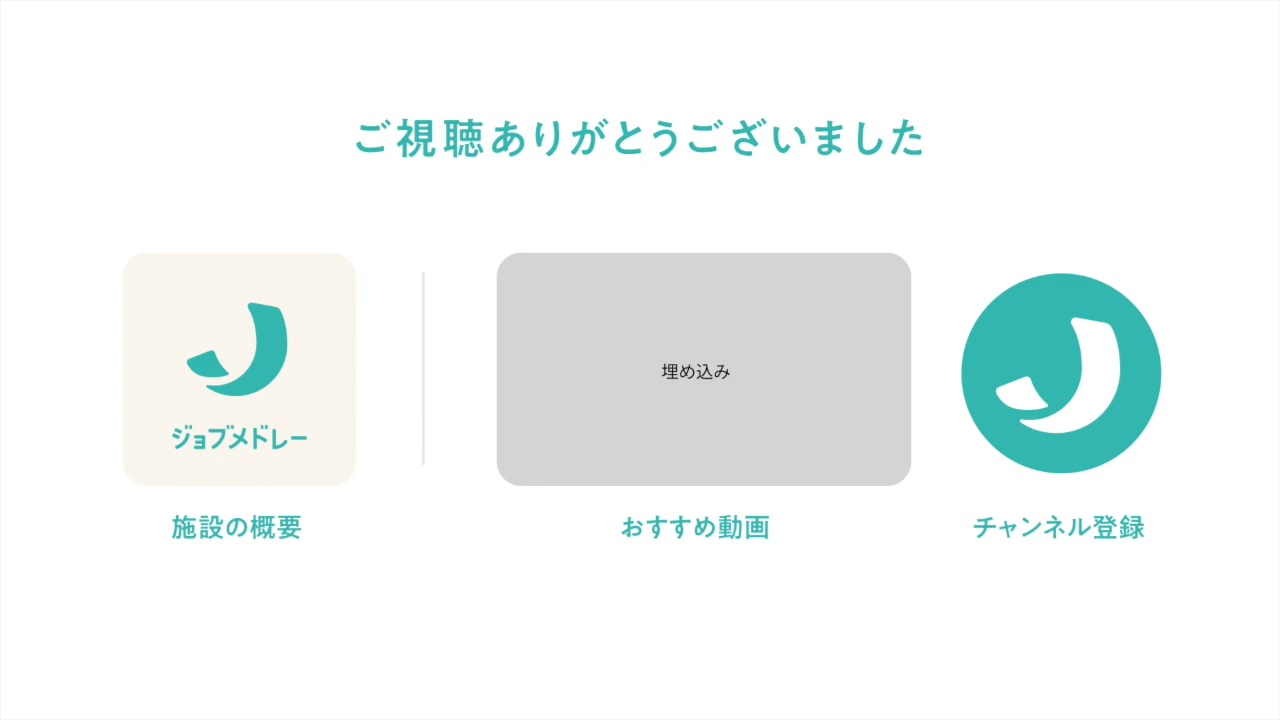 ご視聴ありがとうございました
ジョブメドレー
埋め込み
施設の概要
おすすめ動画
チャンネル登録